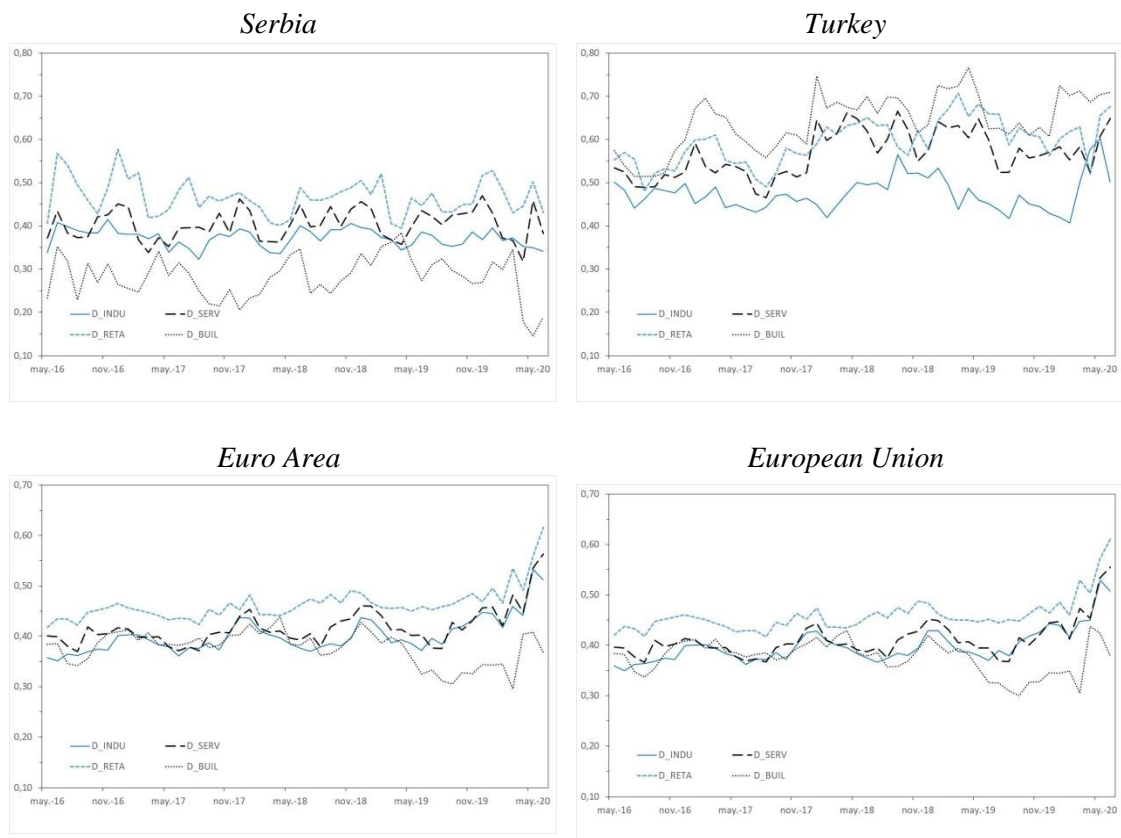 Serbia
0,80
0,70
0,60
0,50
0,40
0,30
0,20
0,10
D_INDU
D_SERV
D_RETA
D_BUIL
may.-16
nov.-16
may.-17
nov.-17
may.-18
nov.-18
may.-19
nov.-19
may.-20
Turkey
0,80
0,70
0,60
0,50
0,40
0,30
0,20
0,10
D_INDU
D_SERV
D_RETA
D_BUIL
may.-16
nov.-16
may.-17
nov.-17
may.-18
nov.-18
may.-19
nov.-19
may.-20
Euro Area
0,70
0,60
0,50
0,40
0,30
0,20
0,10
D_INDU
D_SERV
D_RETA
D_BUIL
may.-16
nov.-16
may.-17
nov.-17
may.-18
nov.-18
may.-19
nov.-19
may.-20
European Union
0,70
0,60
0,50
0,40
0,30
0,20
0,10
D_INDU
D_SERV
D_RETA
D_BUIL
may.-16
nov.-16
may.-17
nov.-17
may.-18
nov.-18
may.-19
nov.-19
may.-20